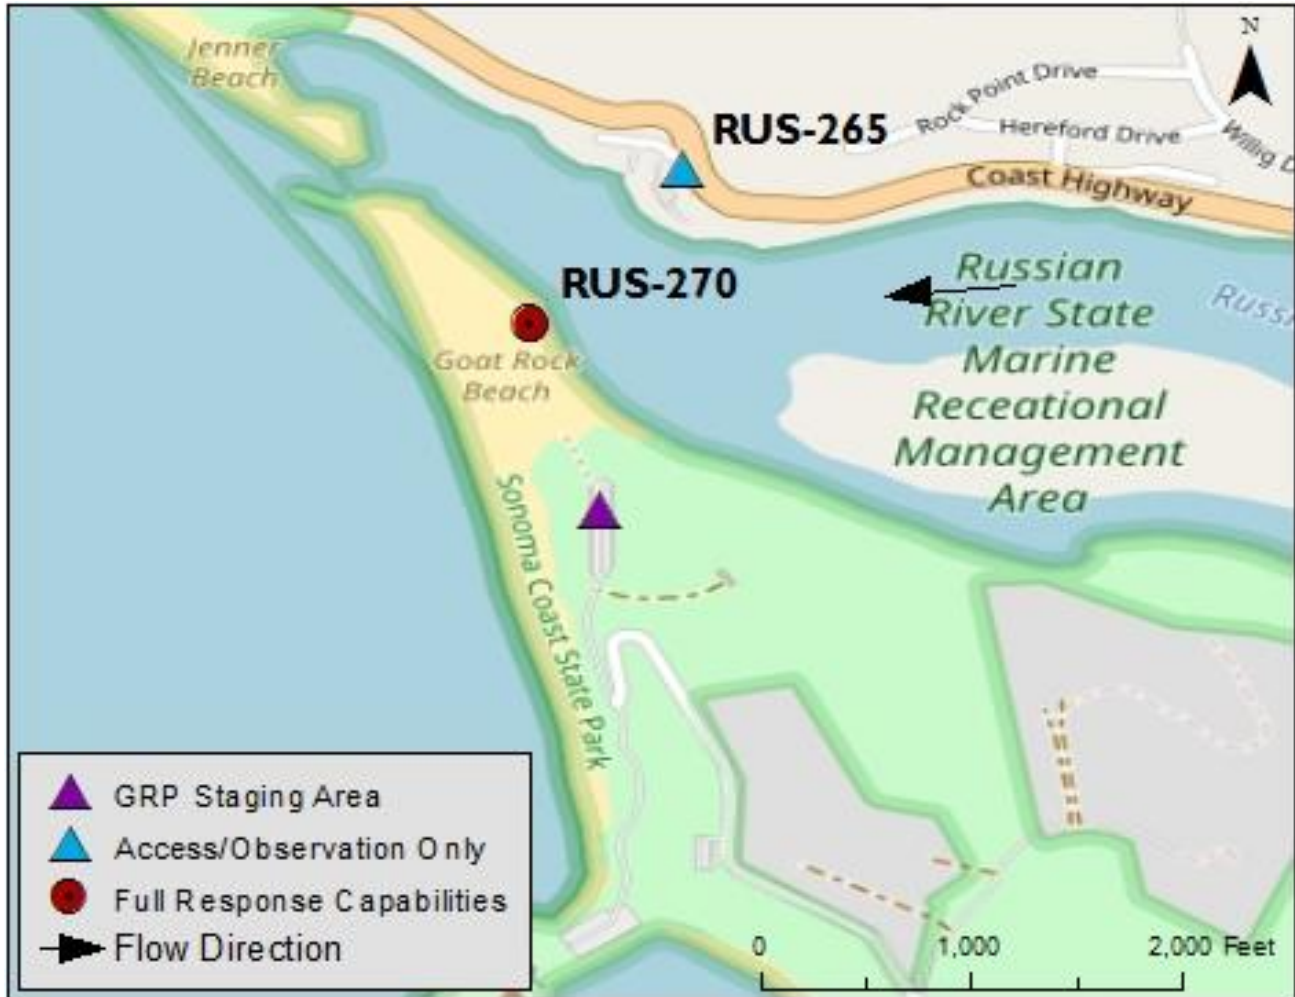 Jenner
Beach
N
Rock Point Drive
RUS-265
Hereford Drive
Willig D
Coast Highway
RUS-270
Russian
River State
Marine
Receational
Management
Area
Russi
Goat Rock
Beach
Sonoma Coast State Park
GRP Staging Area
Access/Observation Only
Full Response Capabilities
Flow Direction
0 1,000 2,000 Feet